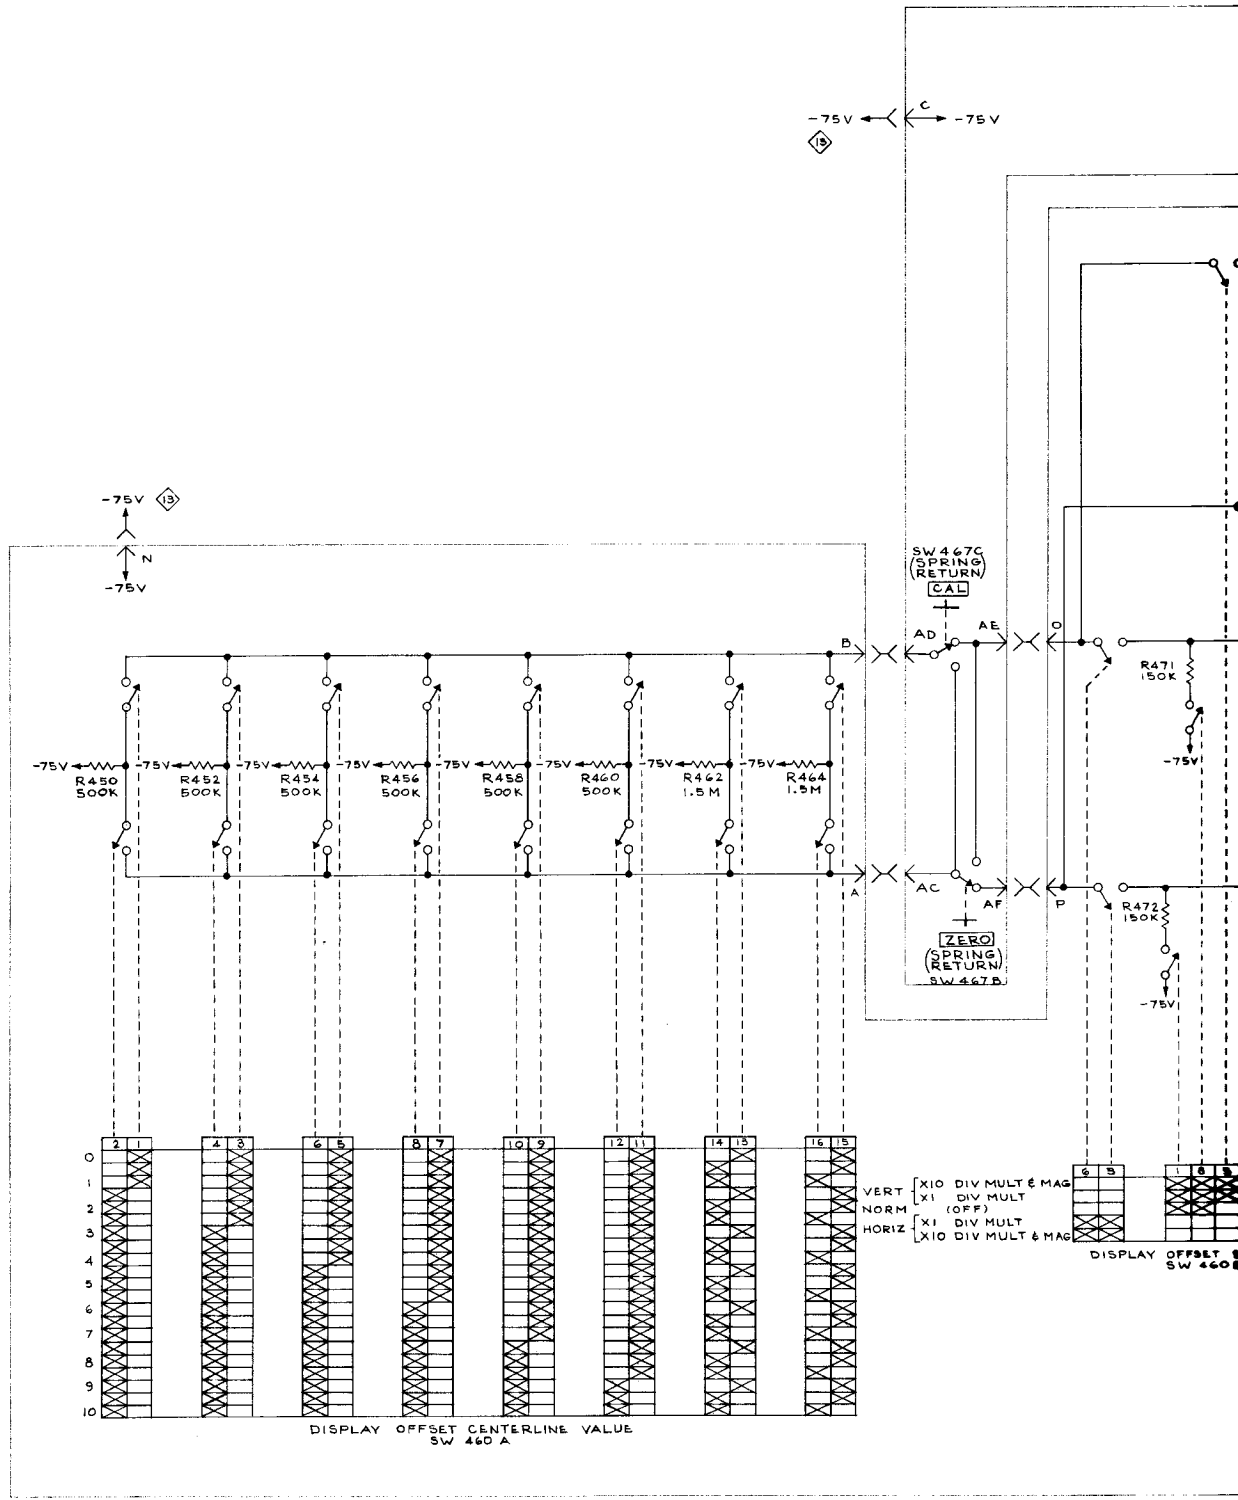 C
-75V -75V
13
-75V 13
N
-75V
SW467C
(SPRING
RETURN)
CAL
B AD AE O
R471
150K
-75V
-75V -75V -75V -75V -75V -75V -75V -75V
R450 R452 R454 R456 R458 R460 R462 R464
500K 500K 500K 500K 500K 500K 1.5M 1.5M
A AC AF P
R472
150K
-75V
ZERO
(SPRING
RETURN)
SW467B
2 1 4 3 6 5 8 7 10 9 12 11 14 13 16 15
0
1
2
3
4
5
6
7
8
9
10
DISPLAY OFFSET CENTERLINE VALUE
SW 460A
6 5 1 8
VERT X10 DIV MULT & MAG
X1 DIV MULT
NORM (OFF)
HORIZ X1 DIV MULT
X10 DIV MULT & MAG
DISPLAY OFFSET
SW 460